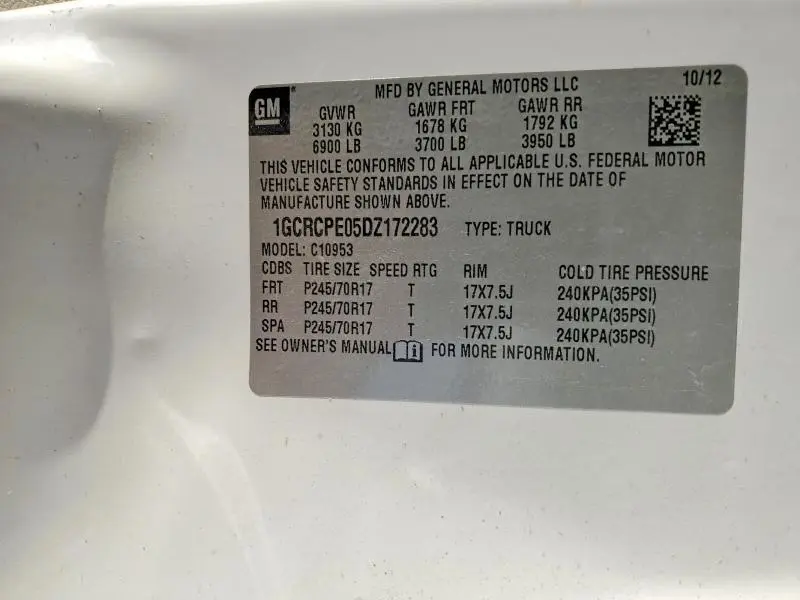 MFD BY GENERAL MOTORS LLC 10/12
GM
GVWR GAWR FRT GAWR RR
3130 KG 1678 KG 1792 KG
6900 LB 3700 LB 3950 LB
THIS VEHICLE CONFORMS TO ALL APPLICABLE U.S. FEDERAL MOTOR
VEHICLE SAFETY STANDARDS IN EFFECT ON THE DATE OF
MANUFACTURE SHOWN ABOVE.
1GCRCPE05DZ172283 TYPE: TRUCK
MODEL: C10953
CDBS TIRE SIZE SPEED RTG RIM COLD TIRE PRESSURE
FRT P245/70R17 T 17X7.5J 240KPA(35PSI)
RR P245/70R17 T 17X7.5J 240KPA(35PSI)
SPA P245/70R17 T 17X7.5J 240KPA(35PSI)
SEE OWNER'S MANUAL i FOR MORE INFORMATION.